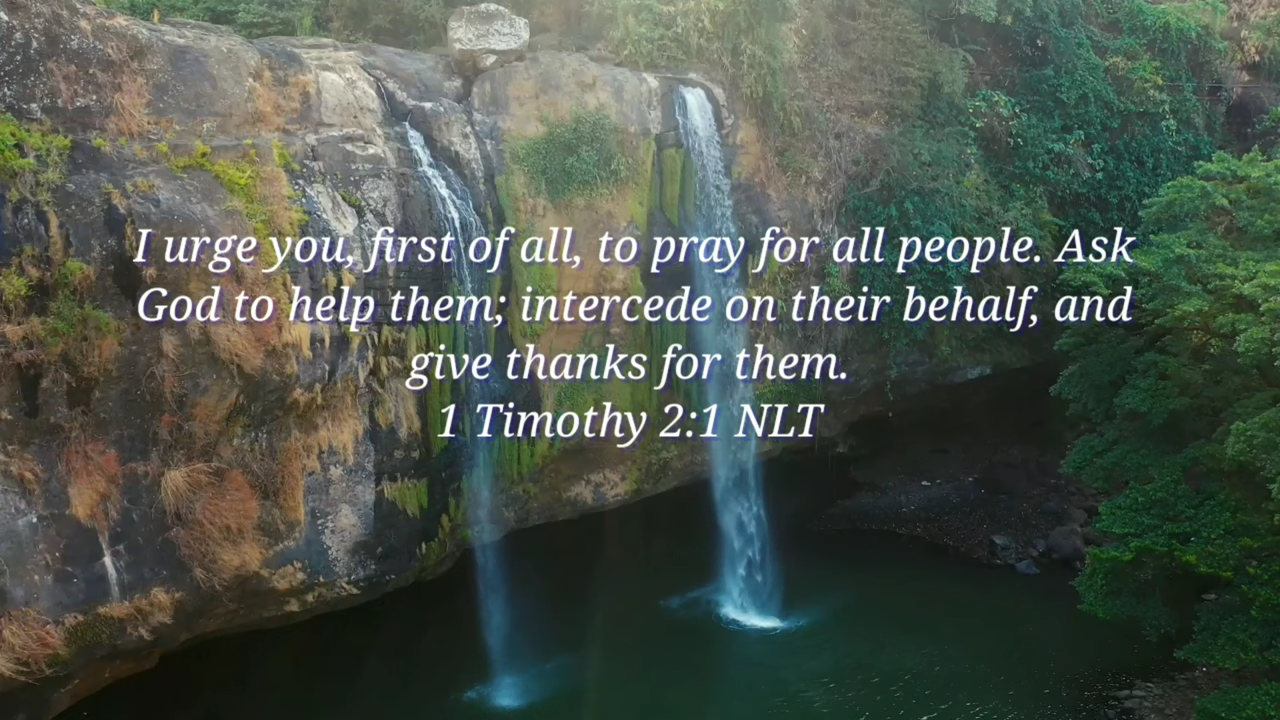 I urge you, first of all, to pray for all people. Ask
God to help them; intercede on their behalf, and
give thanks for them.
1 Timothy 2:1 NLT